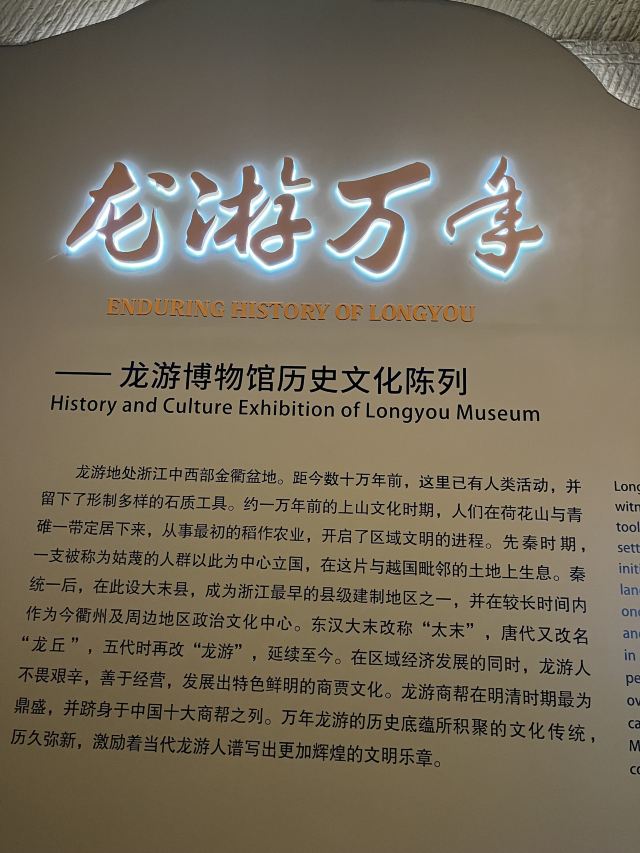 龙游万年
ENDURING HISTORY OF LONGYOU
—— 龙游博物馆历史文化陈列
History and Culture Exhibition of Longyou Museum
龙游地处浙江中西部金衢盆地。距今数十万年前，这里已有人类活动，并
留下了形制多样的石质工具。约一万年前的上山文化时期，人们在荷花山与青
碓一带定居下来，从事最初的稻作农业，开启了区域文明的进程。先秦时期，
一支被称为姑蔑的人群以此为中心立国，在这片与越国毗邻的土地上生息。秦
统一后，在此设大末县，成为浙江最早的县级建制地区之一，并在较长时间内
作为今衢州及周边地区政治文化中心。东汉大末改称“太末”，唐代又改名
“龙丘”，五代时再改“龙游”，延续至今。在区域经济发展的同时，龙游人
不畏艰辛，善于经营，发展出特色鲜明的商贾文化。龙游商帮在明清时期最为
鼎盛，并跻身于中国十大商帮之列。万年龙游的历史底蕴所积聚的文化传统，
历久弥新，激励着当代龙游人谱写出更加辉煌的文明乐章。